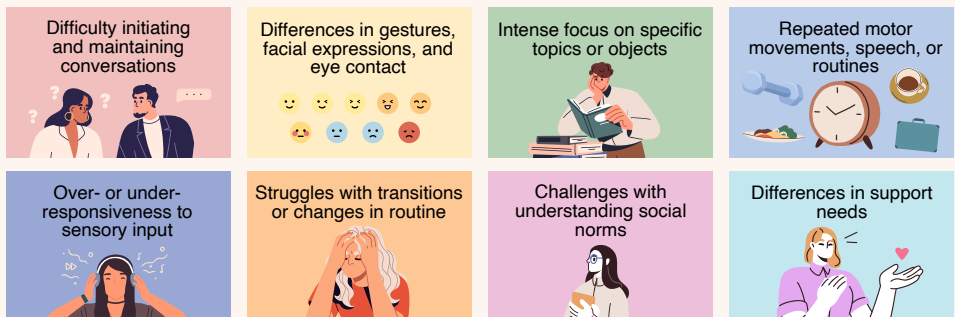 Difficulty initiating
and maintaining
conversations
Differences in gestures,
facial expressions, and
eye contact
Intense focus on specific
topics or objects
Repeated motor
movements, speech, or
routines
? ? ?
...
Over- or under-
responsiveness to
sensory input
Struggles with transitions
or changes in routine
Challenges with
understanding social
norms
Differences in support
needs